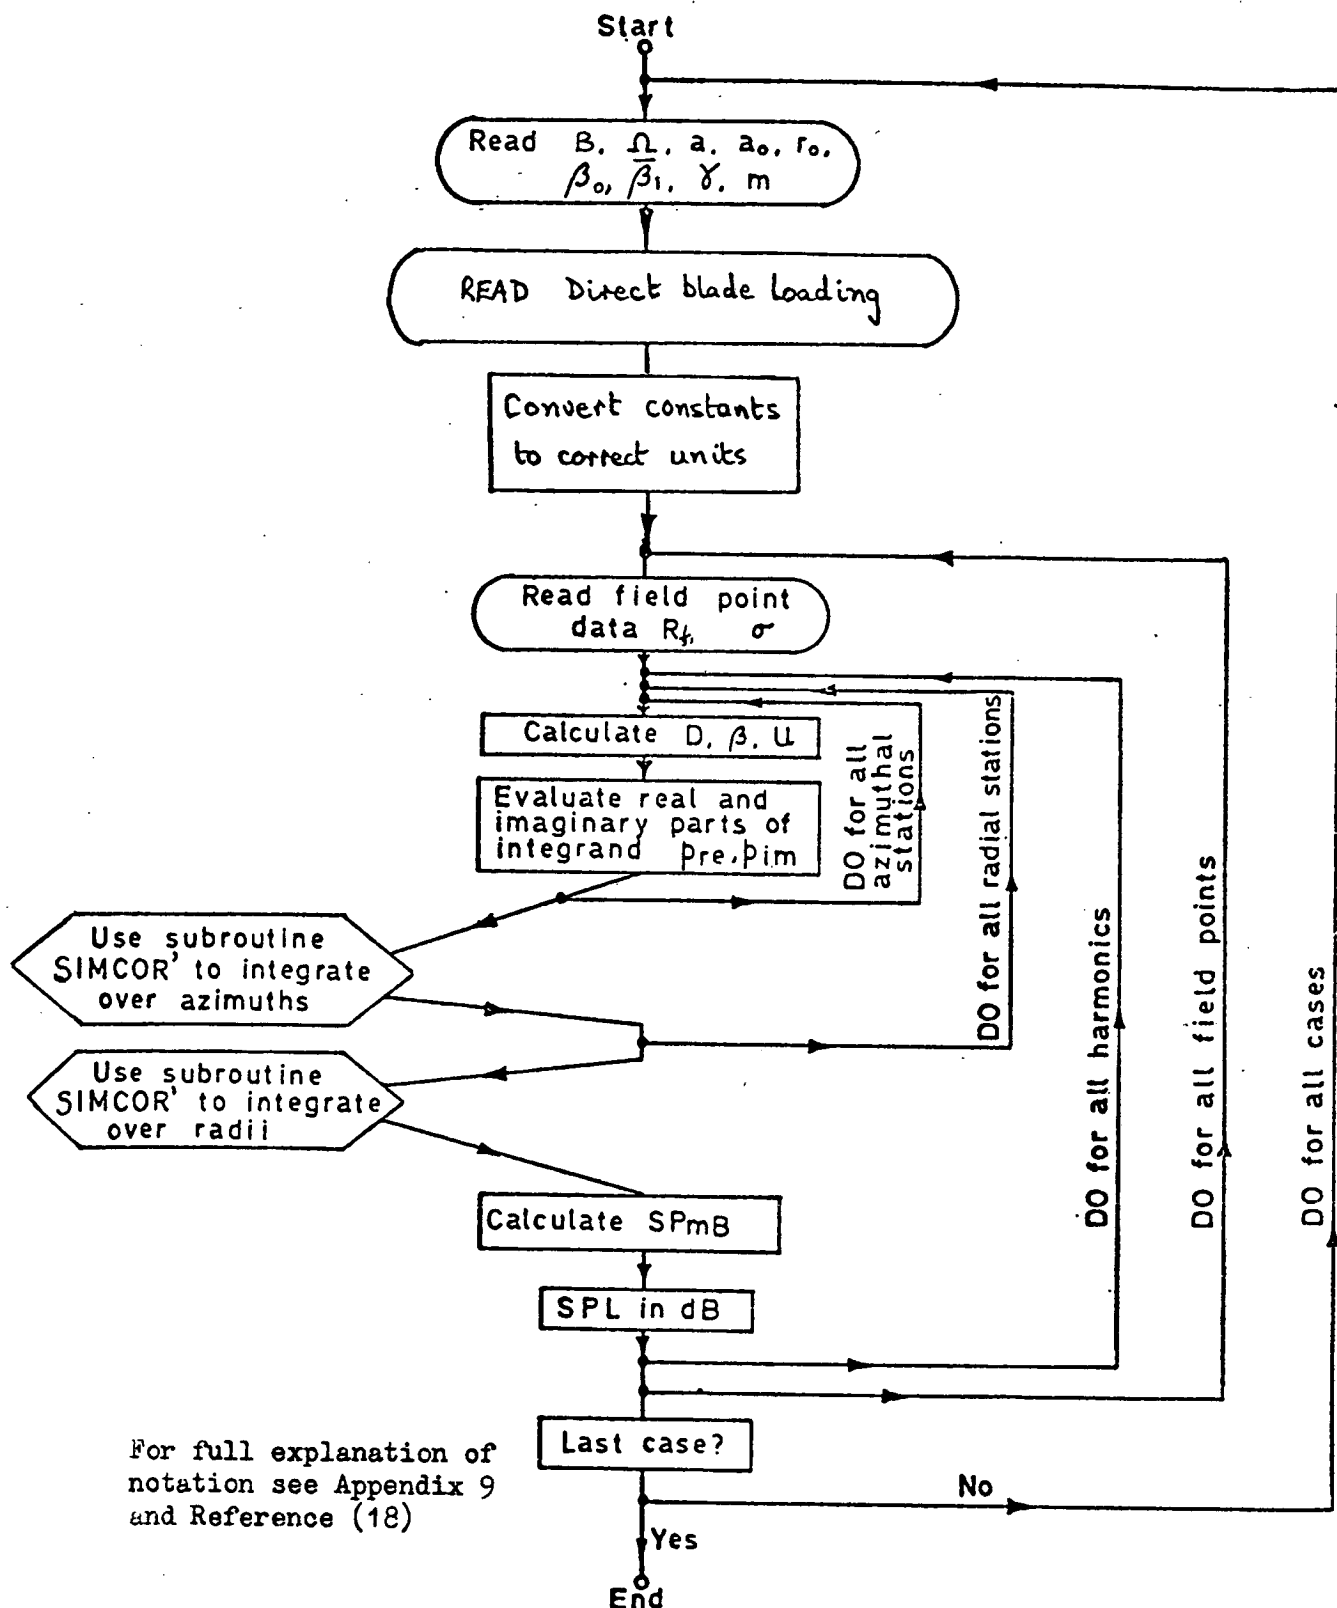 Start
Read B, Ω, a, a₀, r₀,
β₀, β̅₁, γ, m
READ Direct blade loading
Convert constants
to correct units
Read field point
data Rf, σ
Calculate D, β, U
Evaluate real and
imaginary parts of
integrand pre, pim
DO for all
azimuthal
stations
DO for all radial stations
DO for all harmonics
DO for all field points
DO for all cases
Use subroutine
SIMCOR' to integrate
over azimuths
Use subroutine
SIMCOR' to integrate
over radii
Calculate SPmB
SPL in dB
Last case?
No
Yes
End
For full explanation of
notation see Appendix 9
and Reference (18)